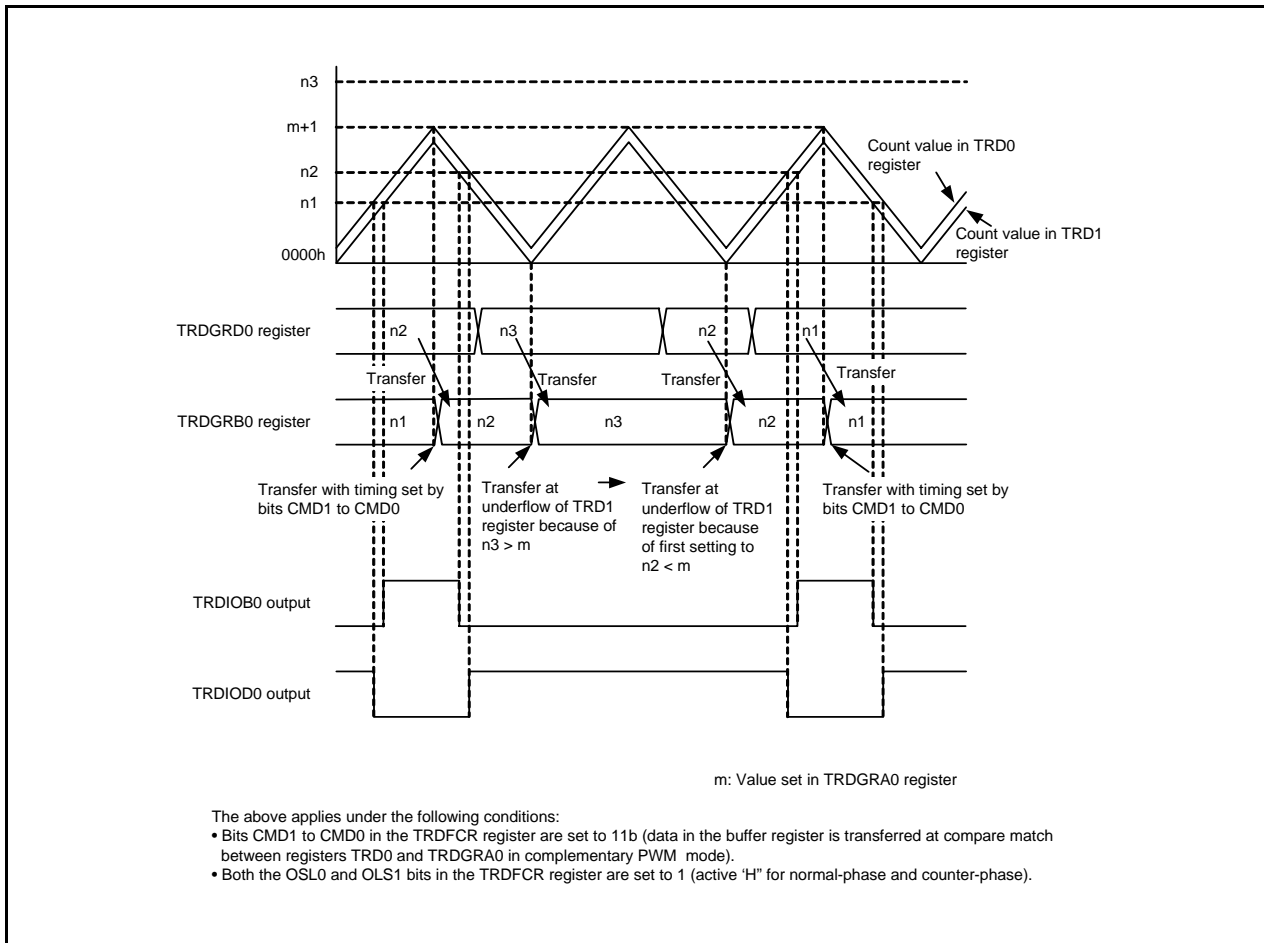 n3
m+1
n2
n1
0000h
Count value in TRD0
register
Count value in TRD1
register
TRDGRD0 register
n2
n3
n2
n1
Transfer
Transfer
Transfer
Transfer
TRDGRB0 register
n1
n2
n3
n2
n1
Transfer with timing set by
bits CMD1 to CMD0
Transfer at
underflow of TRD1
register because of
n3 > m
Transfer at
underflow of TRD1
register because
of first setting to
n2 < m
Transfer with timing set by
bits CMD1 to CMD0
TRDIOB0 output
TRDIOD0 output
m: Value set in TRDGRA0 register
The above applies under the following conditions:
• Bits CMD1 to CMD0 in the TRDFCR register are set to 11b (data in the buffer register is transferred at compare match
between registers TRD0 and TRDGRA0 in complementary PWM mode).
• Both the OSL0 and OLS1 bits in the TRDFCR register are set to 1 (active ‘H” for normal-phase and counter-phase).